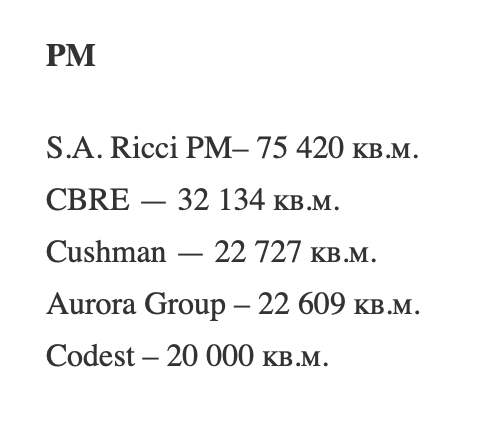 PM
S.A. Ricci PM– 75 420 кв.м.
CBRE — 32 134 кв.м.
Cushman — 22 727 кв.м.
Aurora Group – 22 609 кв.м.
Codest – 20 000 кв.м.